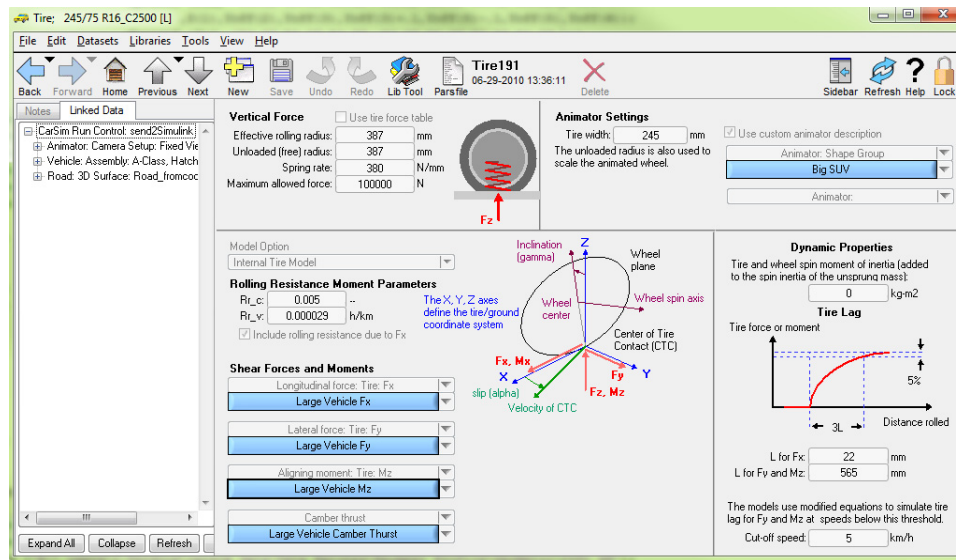 Tire; 245/75 R16_C2500 [L]
File Edit Datasets Libraries Tools View Help
Back Forward Home Previous Next New Save Undo Redo Lib Tool Parsfile
Tire191
06-29-2010 13:36:11
Delete
Sidebar Refresh Help Lock
Notes Linked Data
CarSim Run Control: send2Simulink
Animator: Camera Setup: Fixed Vie
Vehicle: Assembly: A-Class, Hatch
Road: 3D Surface: Road_fromcoo
Expand All Collapse Refresh
Vertical Force
Use tire force table
Effective rolling radius: 387 mm
Unloaded (free) radius: 387 mm
Spring rate: 380 N/mm
Maximum allowed force: 100000 N
Fz
Animator Settings
Tire width: 245 mm
The unloaded radius is also used to
scale the animated wheel.
Use custom animator description
Animator: Shape Group
Big SUV
Animator:
Model Option
Internal Tire Model
Rolling Resistance Moment Parameters
Rr_c: 0.005 --
Rr_v: 0.000029 h/km
Include rolling resistance due to Fx
The X, Y, Z axes
define the tire/ground
coordinate system
Shear Forces and Moments
Longitudinal force: Tire: Fx
Large Vehicle Fx
Lateral force: Tire: Fy
Large Vehicle Fy
Aligning moment: Tire: Mz
Large Vehicle Mz
Camber thrust
Large Vehicle Camber Thurst
Inclination
(gamma)
Z
Wheel
plane
Wheel
center
Wheel spin axis
Center of Tire
Contact (CTC)
Fx, Mx
X
Fy
Y
slip (alpha)
Fz, Mz
Velocity of CTC
Dynamic Properties
Tire and wheel spin moment of inertia (added
to the spin inertia of the unsprung mass):
0 kg-m2
Tire Lag
Tire force or moment
5%
3L
Distance rolled
L for Fx: 22 mm
L for Fy and Mz: 565 mm
The models use modified equations to simulate tire
lag for Fy and Mz at speeds below this threshold.
Cut-off speed: 5 km/h